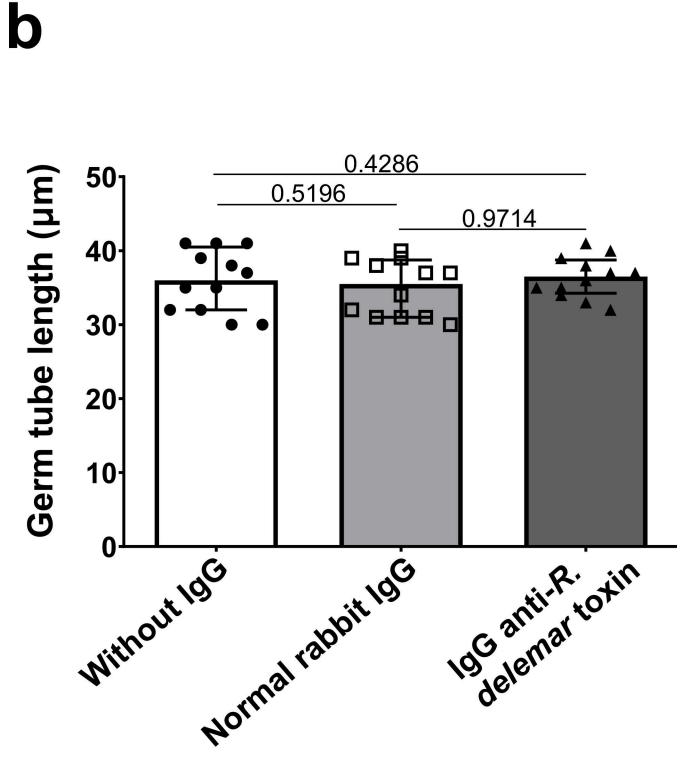 b
0.4286
0.5196
0.9714
Germ tube length (µm)
50
40
30
20
10
0
Without IgG
Normal rabbit IgG
IgG anti-R.
delemar toxin